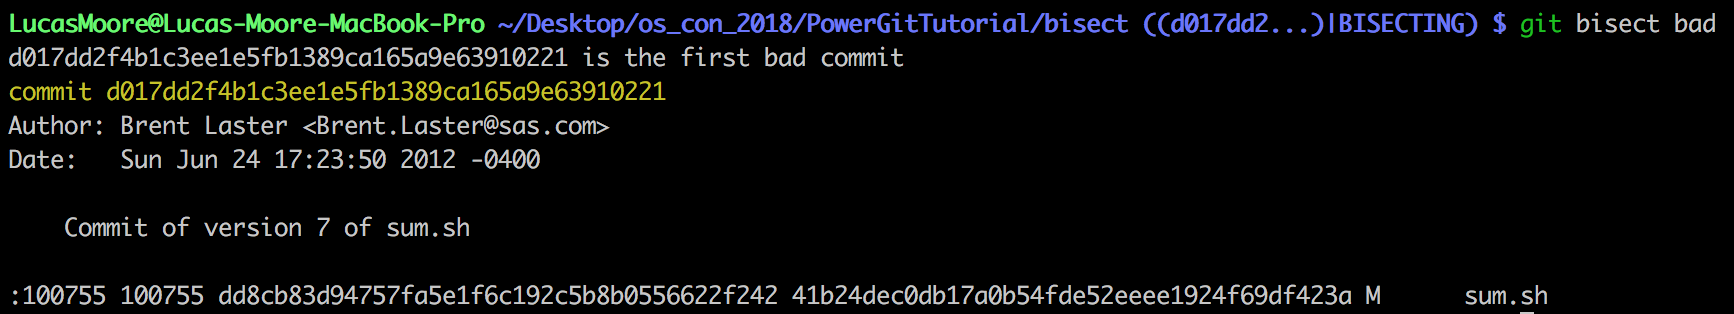 LucasMoore@Lucas-Moore-MacBook-Pro ~/Desktop/os_con_2018/PowerGitTutorial/bisect ((d017dd2...)|BISECTING) $ git bisect bad
d017dd2f4b1c3ee1e5fb1389ca165a9e63910221 is the first bad commit
commit d017dd2f4b1c3ee1e5fb1389ca165a9e63910221
Author: Brent Laster <Brent.Laster@sas.com>
Date:   Sun Jun 24 17:23:50 2012 -0400
    Commit of version 7 of sum.sh
:100755 100755 dd8cb83d94757fa5e1f6c192c5b8b0556622f242 41b24dec0db17a0b54fde52eeee1924f69df423a M      sum.sh